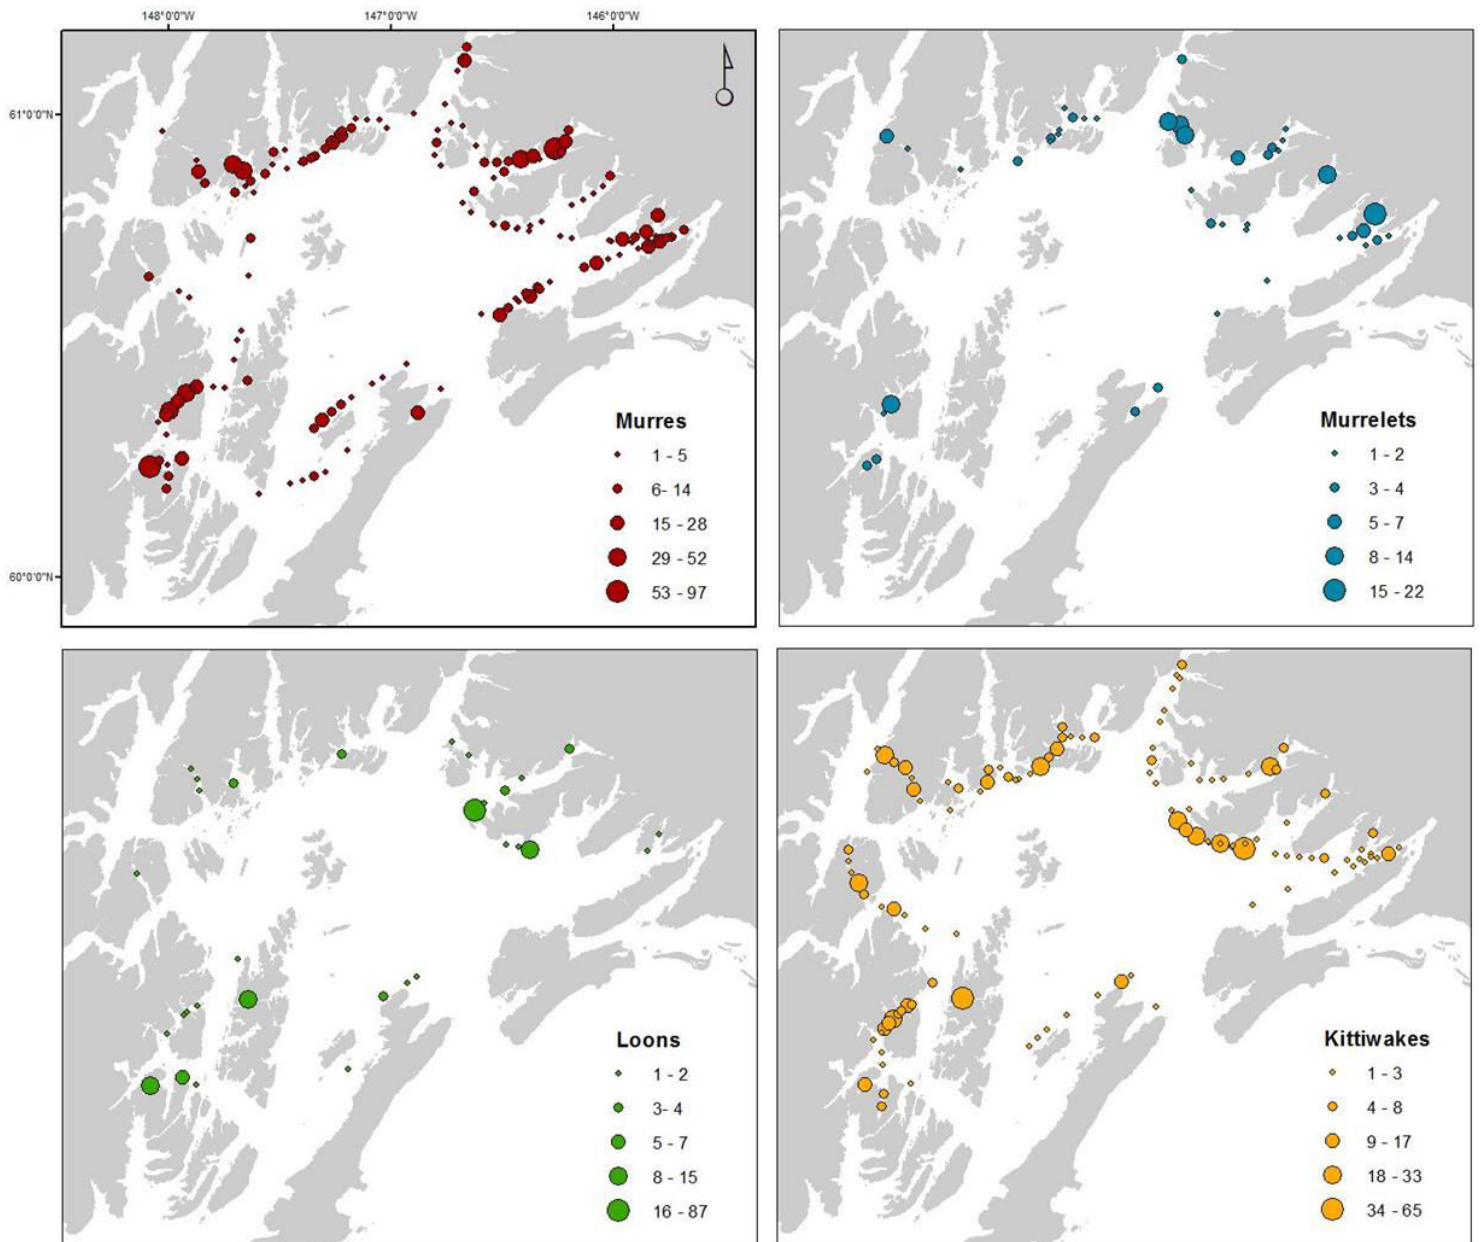 148°0'0"W 147°0'0"W 146°0'0"W
61°0'0"N
60°0'0"N
Murres
1 - 5
6- 14
15 - 28
29 - 52
53 - 97
Murrelets
1 - 2
3 - 4
5 - 7
8 - 14
15 - 22
Loons
1 - 2
3- 4
5 - 7
8 - 15
16 - 87
Kittiwakes
1 - 3
4 - 8
9 - 17
18 - 33
34 - 65